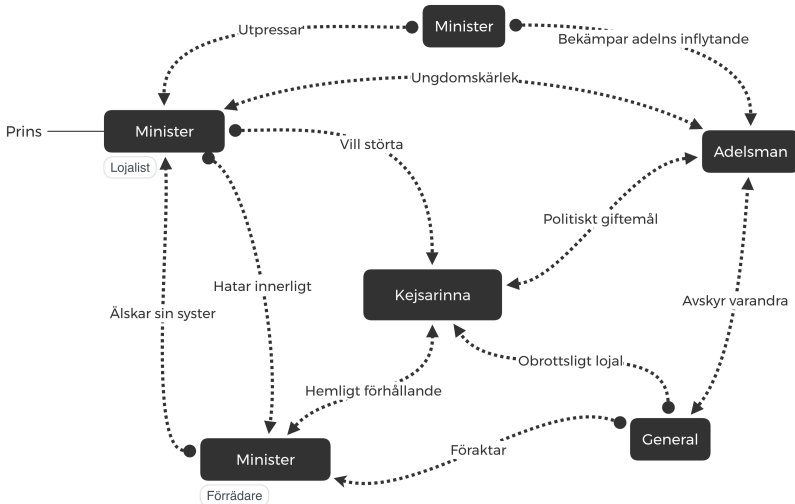 Utpressar
Minister
Bekämpar adelns inflytande
Ungdomskärlek
Prins
Minister
Vill störta
Adelsman
Lojalist
Politiskt giftemål
Hatar innerligt
Kejsarinna
Avskyr varandra
Älskar sin syster
Obrottsligt lojal
Hemligt förhållande
General
Föraktar
Minister
Förrädare